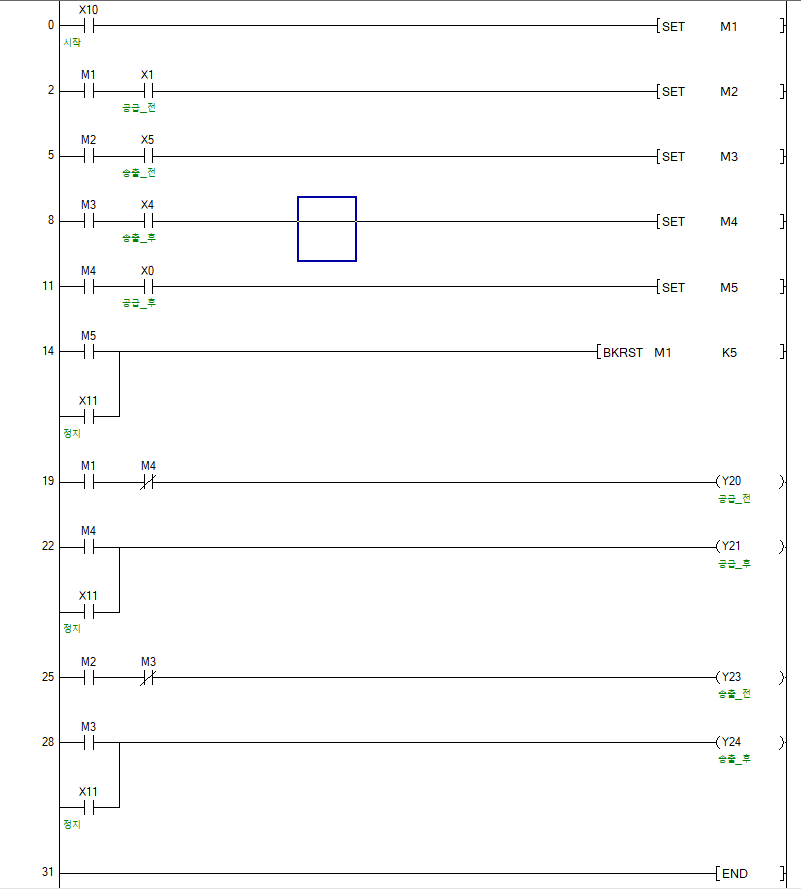 X10
0 SET M1
시작
M1 X1
2 SET M2
공급_전
M2 X5
5 SET M3
송출_전
M3 X4
8 SET M4
송출_후
M4 X0
11 SET M5
공급_후
M5
14 BKRST M1 K5
X11
정지
M1 M4
19 Y20
공급_전
M4
22 Y21
공급_후
X11
정지
M2 M3
25 Y23
송출_전
M3
28 Y24
송출_후
X11
정지
31 END